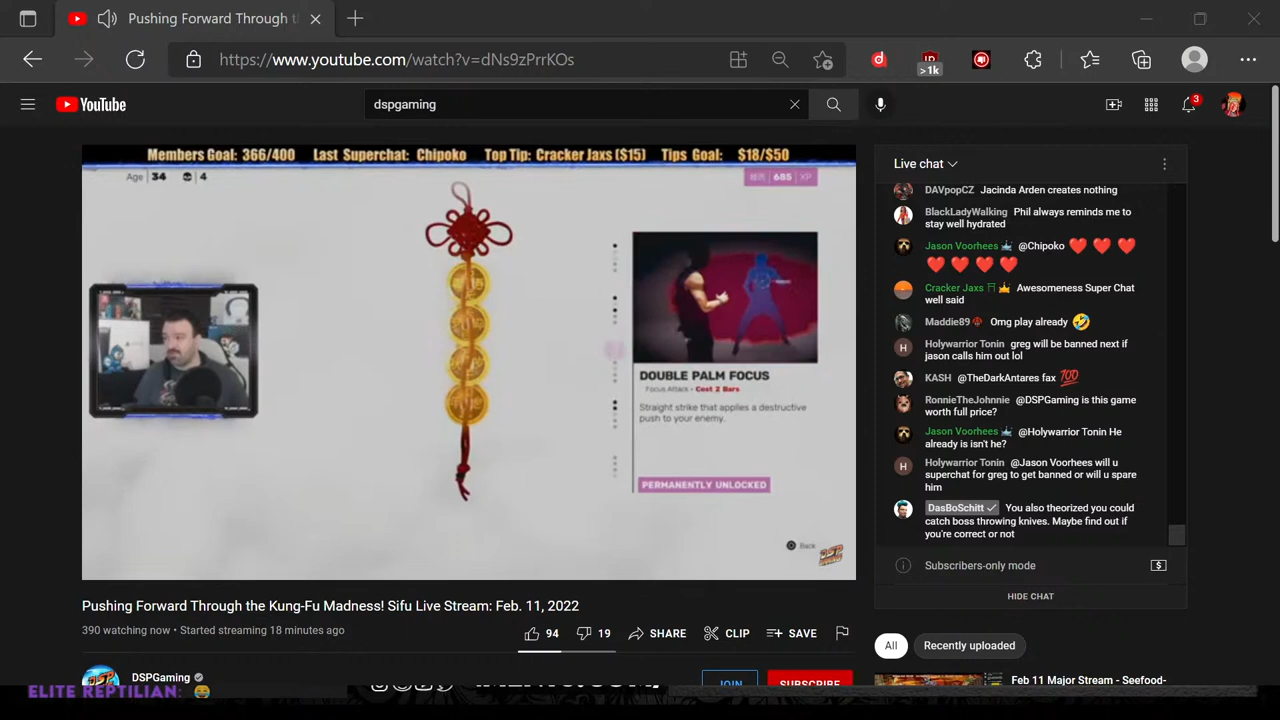 Pushing Forward Through t
https://www.youtube.com/watch?v=dNs9zPrrKOs
>1k
YouTube
dspgaming
3
Members Goal: 366/400 Last Superchat: Chipoko Top Tip: Cracker Jaxs ($15) Tips Goal: $18/$50
Age 34 4
685 XP
DOUBLE PALM FOCUS
Focus Attack • Cost 2 Bars
Straight strike that applies a destructive
push to your enemy.
PERMANENTLY UNLOCKED
Back
DSP
Live chat
DAVpopCZ Jacinda Arden creates nothing
BlackLadyWalking Phil always reminds me to
stay well hydrated
Jason Voorhees @Chipoko ❤ ❤ ❤
❤ ❤ ❤ ❤
Cracker Jaxs Awesomeness Super Chat
well said
Maddie89 Omg play already 🤣
H Holywarrior Tonin greg will be banned next if
jason calls him out lol
KASH @TheDarkAntares fax 💯
RonnieTheJohnnie @DSPGaming is this game
worth full price?
Jason Voorhees @Holywarrior Tonin He
already is isn't he?
H Holywarrior Tonin @Jason Voorhees will u
superchat for greg to get banned or will u spare
him
DasBoSchitt ✓ You also theorized you could
catch boss throwing knives. Maybe find out if
you're correct or not
Subscribers-only mode
HIDE CHAT
Pushing Forward Through the Kung-Fu Madness! Sifu Live Stream: Feb. 11, 2022
390 watching now • Started streaming 18 minutes ago
94 19 SHARE CLIP SAVE
All Recently uploaded
DSPGaming
JOIN SUBSCRIBE
Feb 11 Major Stream - Seefood-
ELITE REPTILIAN: 😂